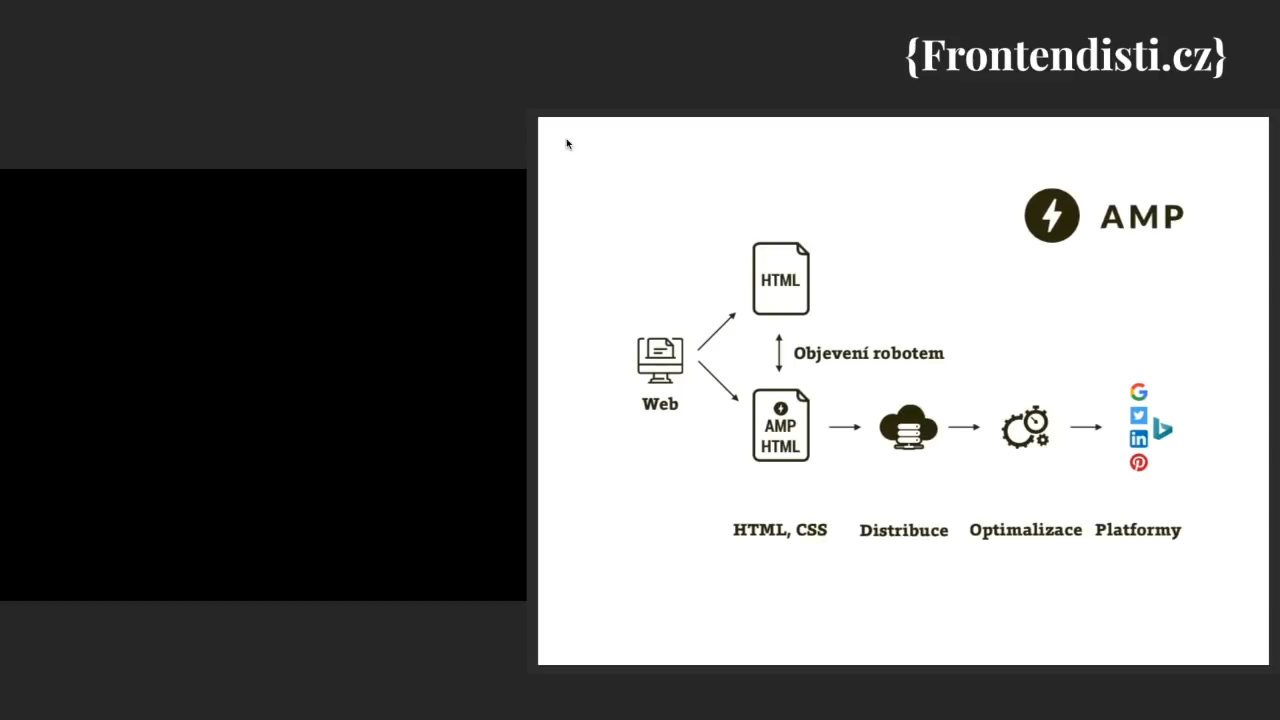 {Frontendisti.cz}
AMP
HTML
Objevení robotem
Web
AMP
HTML
HTML, CSS
Distribuce
Optimalizace
Platformy